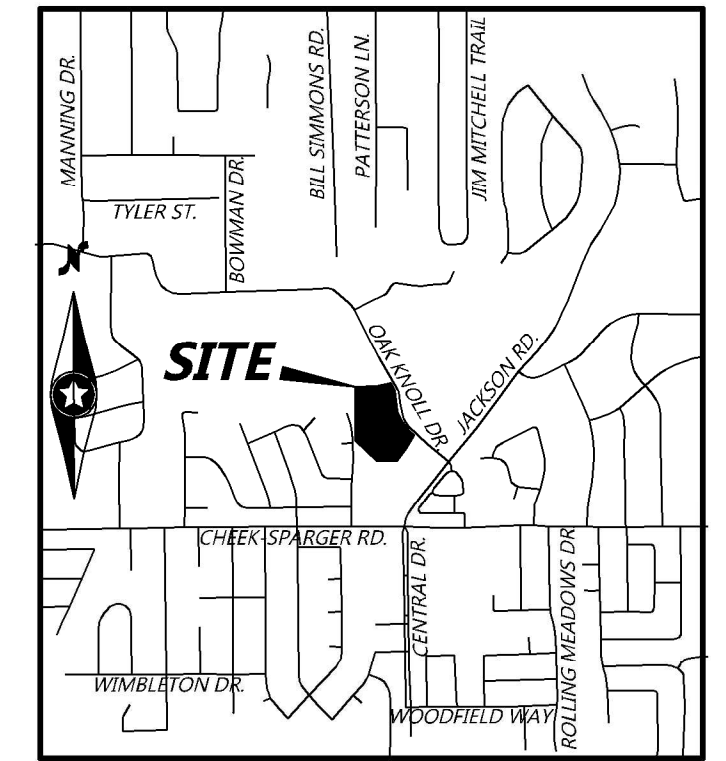 MANNING DR.
BILL SIMMONS RD.
PATTERSON LN.
JIM MITCHELL TRAIL
TYLER ST.
BOWMAN DR.
N
SITE
OAK KNOLL DR.
JACKSON RD.
CHEEK-SPARGER RD.
CENTRAL DR.
ROLLING MEADOWS DR.
WIMBLETON DR.
WOODFIELD WAY